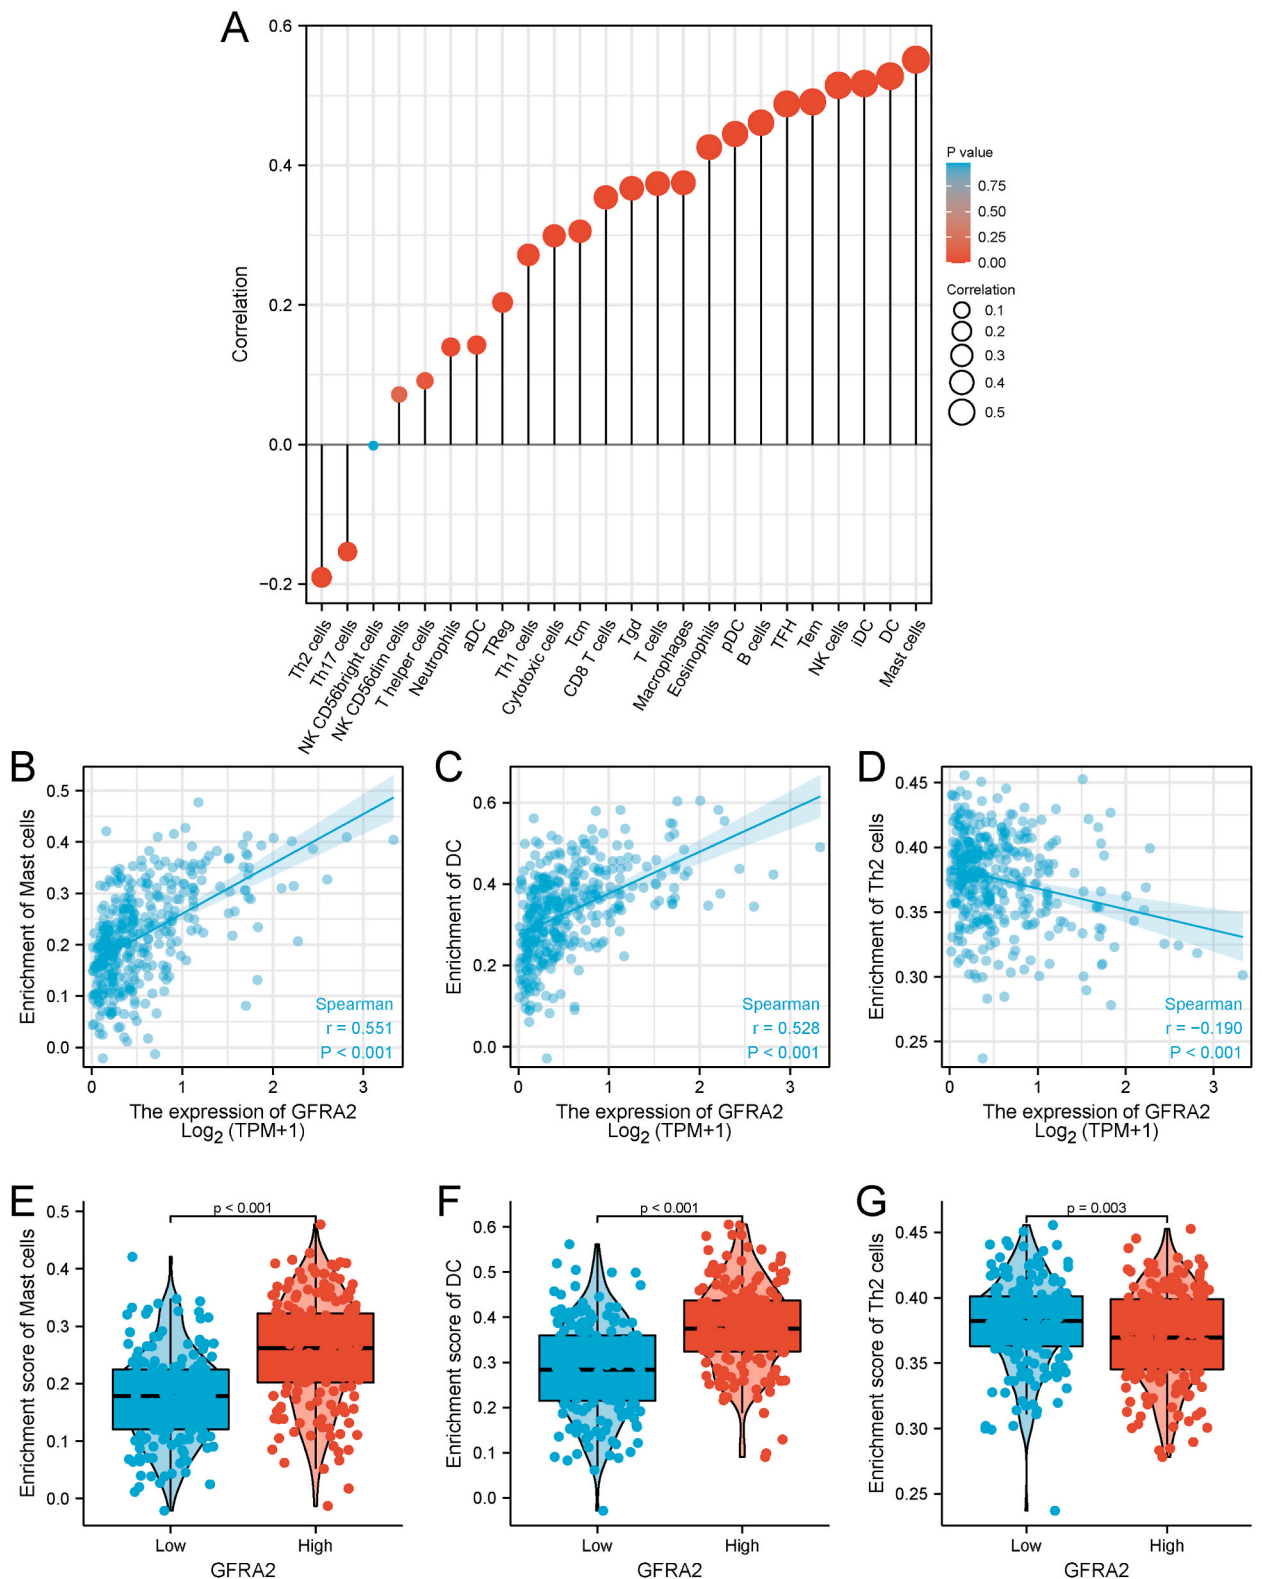 A
0.6
0.4
0.2
0.0
−0.2
Correlation
Th2 cells
Th17 cells
NK CD56bright cells
NK CD56dim cells
T helper cells
Neutrophils
aDC
TReg
Th1 cells
Cytotoxic cells
Tcm
CD8 T cells
Tgd
T cells
Macrophages
Eosinophils
pDC
B cells
TFH
Tem
NK cells
iDC
DC
Mast cells
P value
0.75
0.50
0.25
0.00
Correlation
0.1
0.2
0.3
0.4
0.5
B
Enrichment of Mast cells
0.5
0.4
0.3
0.2
0.1
0.0
Spearman
r = 0.551
P < 0.001
0 1 2 3
The expression of GFRA2
Log2 (TPM+1)
C
Enrichment of DC
0.6
0.4
0.2
0.0
Spearman
r = 0.528
P < 0.001
0 1 2 3
The expression of GFRA2
Log2 (TPM+1)
D
Enrichment of Th2 cells
0.45
0.40
0.35
0.30
0.25
Spearman
r = −0.190
P < 0.001
0 1 2 3
The expression of GFRA2
Log2 (TPM+1)
E
Enrichment score of Mast cells
0.5
0.4
0.3
0.2
0.1
0.0
p < 0.001
Low High
GFRA2
F
Enrichment score of DC
0.6
0.5
0.4
0.3
0.2
0.1
0.0
p < 0.001
Low High
GFRA2
G
Enrichment score of Th2 cells
0.45
0.40
0.35
0.30
0.25
p = 0.003
Low High
GFRA2